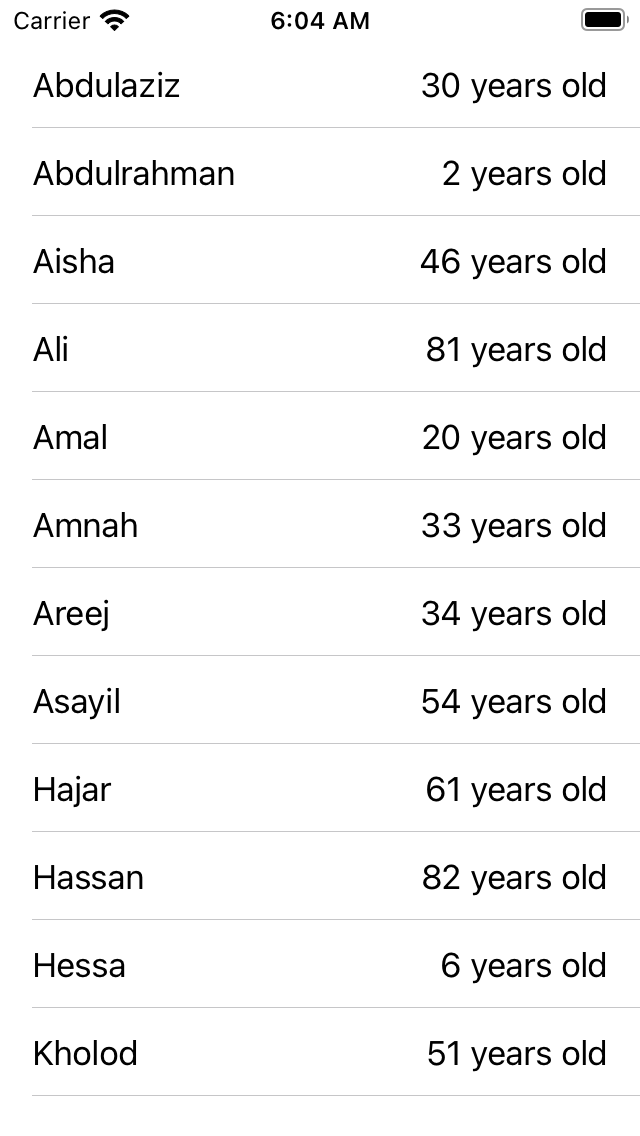 Carrier 6:04 AM
Abdulaziz 30 years old
Abdulrahman 2 years old
Aisha 46 years old
Ali 81 years old
Amal 20 years old
Amnah 33 years old
Areej 34 years old
Asayil 54 years old
Hajar 61 years old
Hassan 82 years old
Hessa 6 years old
Kholod 51 years old